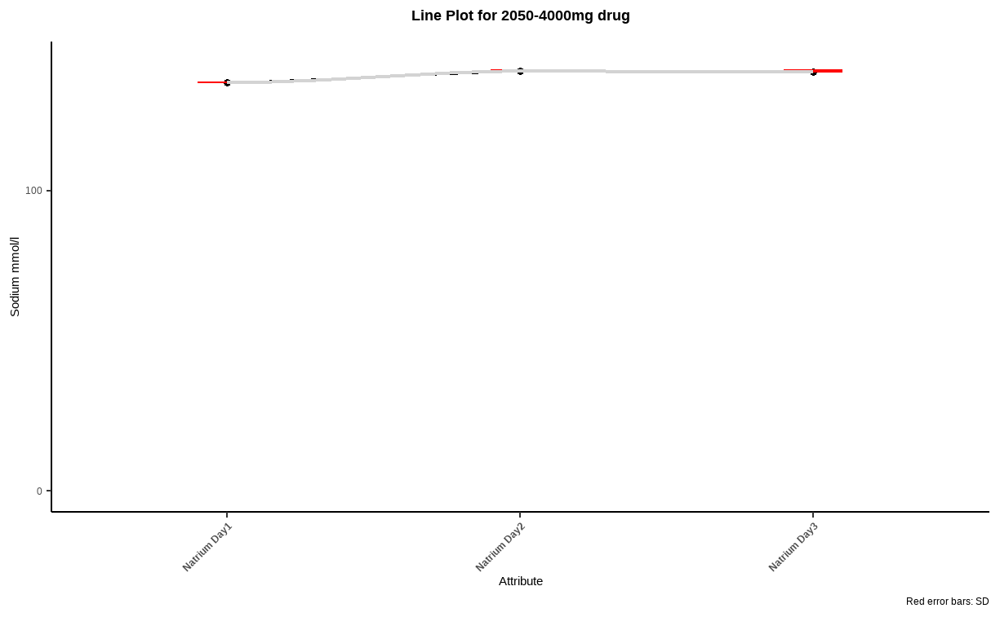 Line Plot for 2050-4000mg drug
100
0
Sodium mmol/l
Natrium Day1
Natrium Day2
Natrium Day3
Attribute
Red error bars: SD